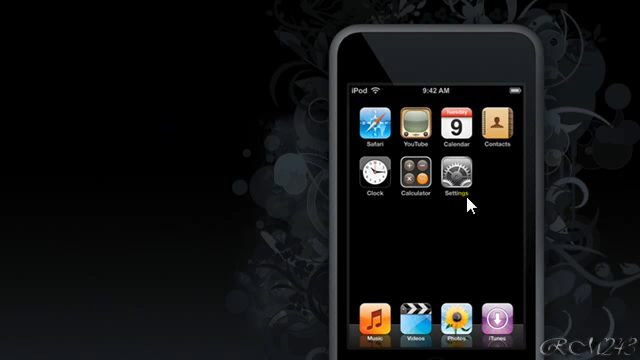 iPod 9:42 AM
Tuesday
9
Safari YouTube Calendar Contacts
Clock Calculator Settings
Music Videos Photos iTunes
RM243